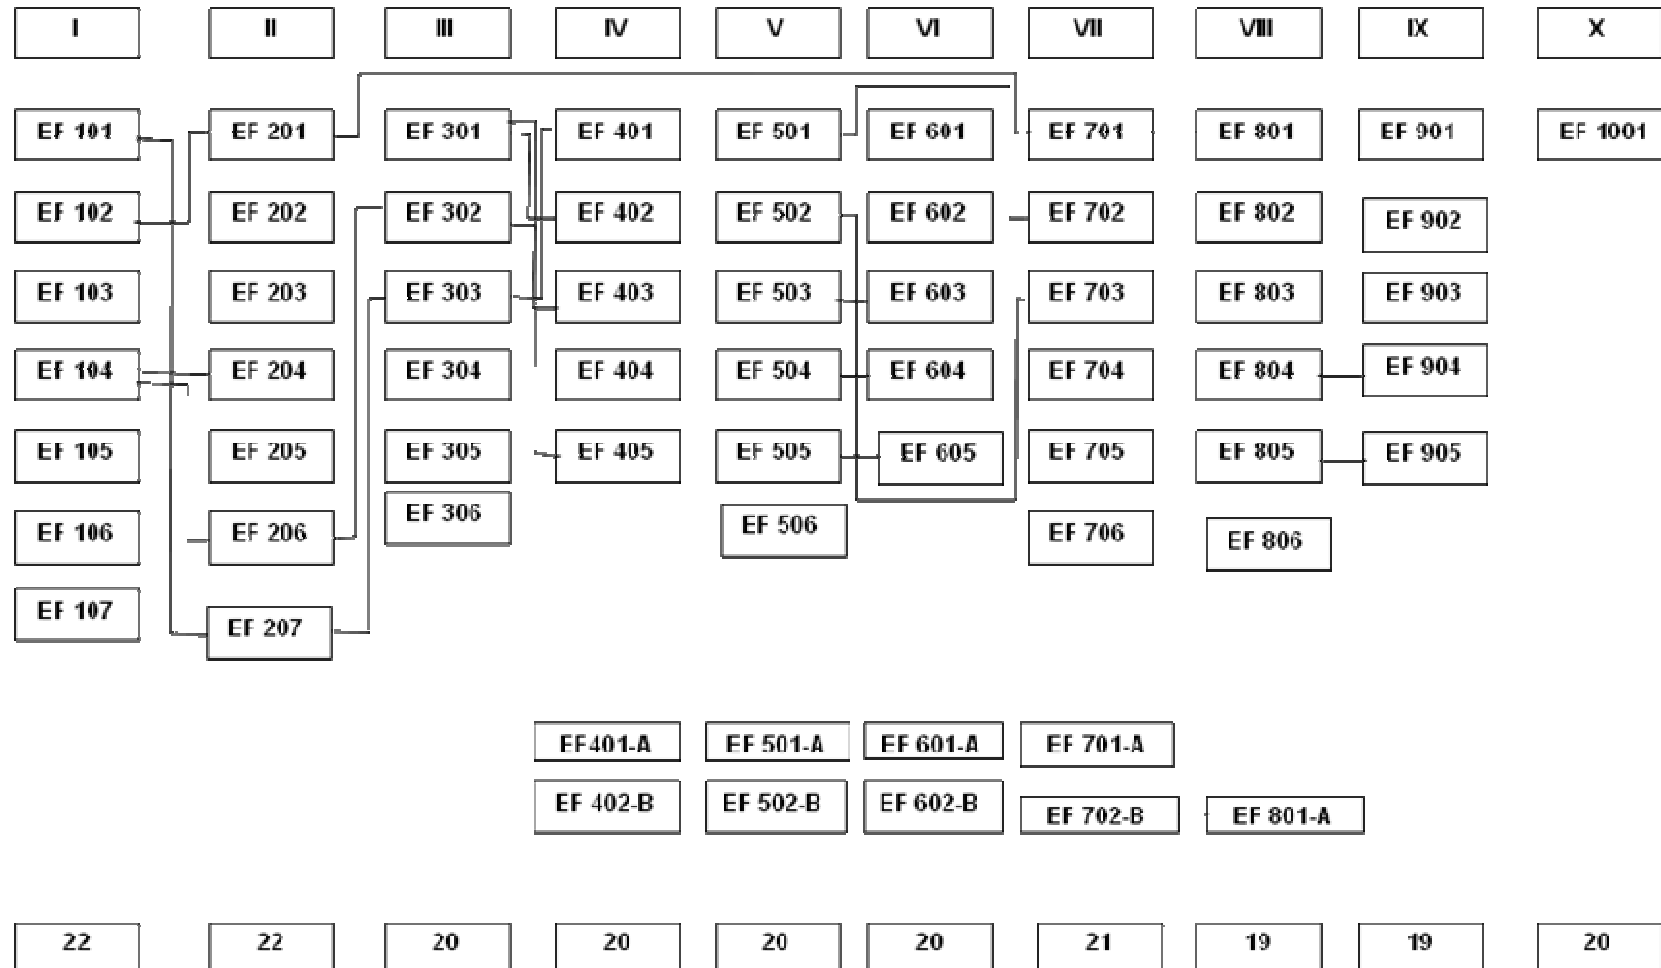 I II III IV V VI VII VIII IX X
EF 101 EF 201 EF 301 EF 401 EF 501 EF 601 EF 701 EF 801 EF 901 EF 1001
EF 102 EF 202 EF 302 EF 402 EF 502 EF 602 EF 702 EF 802 EF 902
EF 103 EF 203 EF 303 EF 403 EF 503 EF 603 EF 703 EF 803 EF 903
EF 104 EF 204 EF 304 EF 404 EF 504 EF 604 EF 704 EF 804 EF 904
EF 105 EF 205 EF 305 EF 405 EF 505 EF 605 EF 705 EF 805 EF 905
EF 106 EF 206 EF 306 EF 506 EF 706 EF 806
EF 107 EF 207
EF401-A EF 501-A EF 601-A EF 701-A
EF 402-B EF 502-B EF 602-B EF 702-B EF 801-A
22 22 20 20 20 20 21 19 19 20